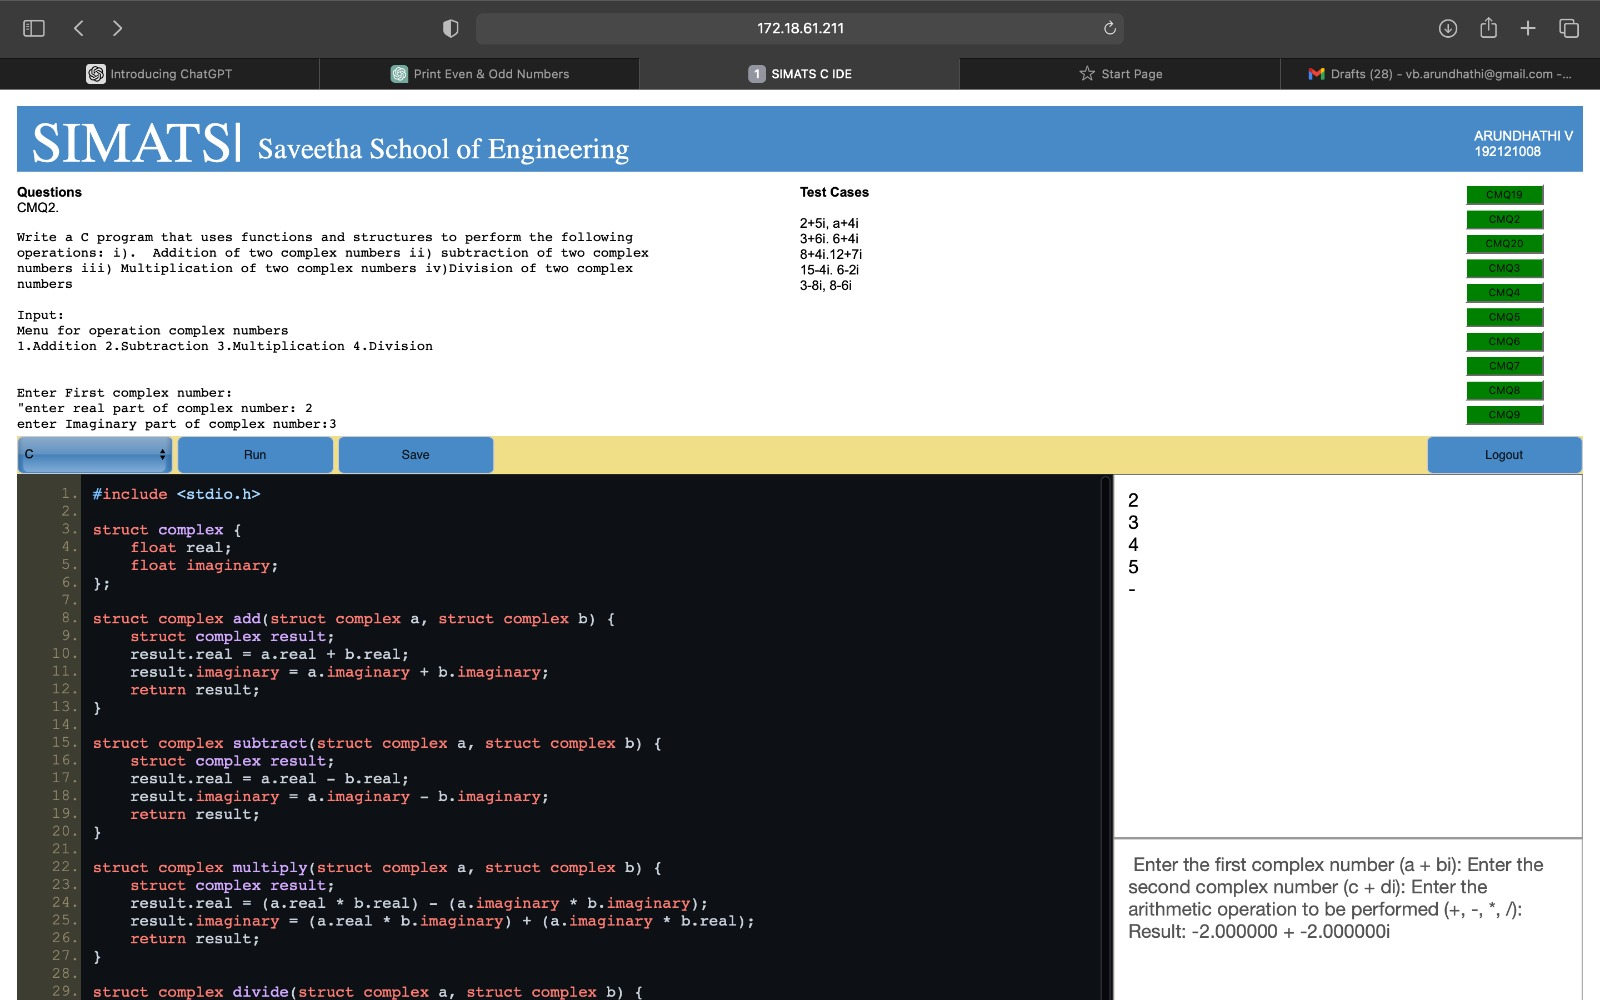 172.18.61.211
Introducing ChatGPT
Print Even & Odd Numbers
1 SIMATS C IDE
Start Page
Drafts (28) - vb.arundhathi@gmail.com -...
SIMATS| Saveetha School of Engineering
ARUNDHATHI V
192121008
Questions
CMQ2.
Write a C program that uses functions and structures to perform the following
operations: i).  Addition of two complex numbers ii) subtraction of two complex
numbers iii) Multiplication of two complex numbers iv)Division of two complex
numbers
Input:
Menu for operation complex numbers
1.Addition 2.Subtraction 3.Multiplication 4.Division
Enter First complex number:
"enter real part of complex number: 2
enter Imaginary part of complex number:3
Test Cases
2+5i, a+4i
3+6i. 6+4i
8+4i.12+7i
15-4i. 6-2i
3-8i, 8-6i
CMQ19
CMQ2
CMQ20
CMQ3
CMQ4
CMQ5
CMQ6
CMQ7
CMQ8
CMQ9
C
Run
Save
Logout
1. #include <stdio.h>
2.
3. struct complex {
4.     float real;
5.     float imaginary;
6. };
7.
8. struct complex add(struct complex a, struct complex b) {
9.     struct complex result;
10.     result.real = a.real + b.real;
11.     result.imaginary = a.imaginary + b.imaginary;
12.     return result;
13. }
14.
15. struct complex subtract(struct complex a, struct complex b) {
16.     struct complex result;
17.     result.real = a.real - b.real;
18.     result.imaginary = a.imaginary - b.imaginary;
19.     return result;
20. }
21.
22. struct complex multiply(struct complex a, struct complex b) {
23.     struct complex result;
24.     result.real = (a.real * b.real) - (a.imaginary * b.imaginary);
25.     result.imaginary = (a.real * b.imaginary) + (a.imaginary * b.real);
26.     return result;
27. }
28.
29. struct complex divide(struct complex a, struct complex b) {
2
3
4
5
-
Enter the first complex number (a + bi): Enter the
second complex number (c + di): Enter the
arithmetic operation to be performed (+, -, *, /):
Result: -2.000000 + -2.000000i